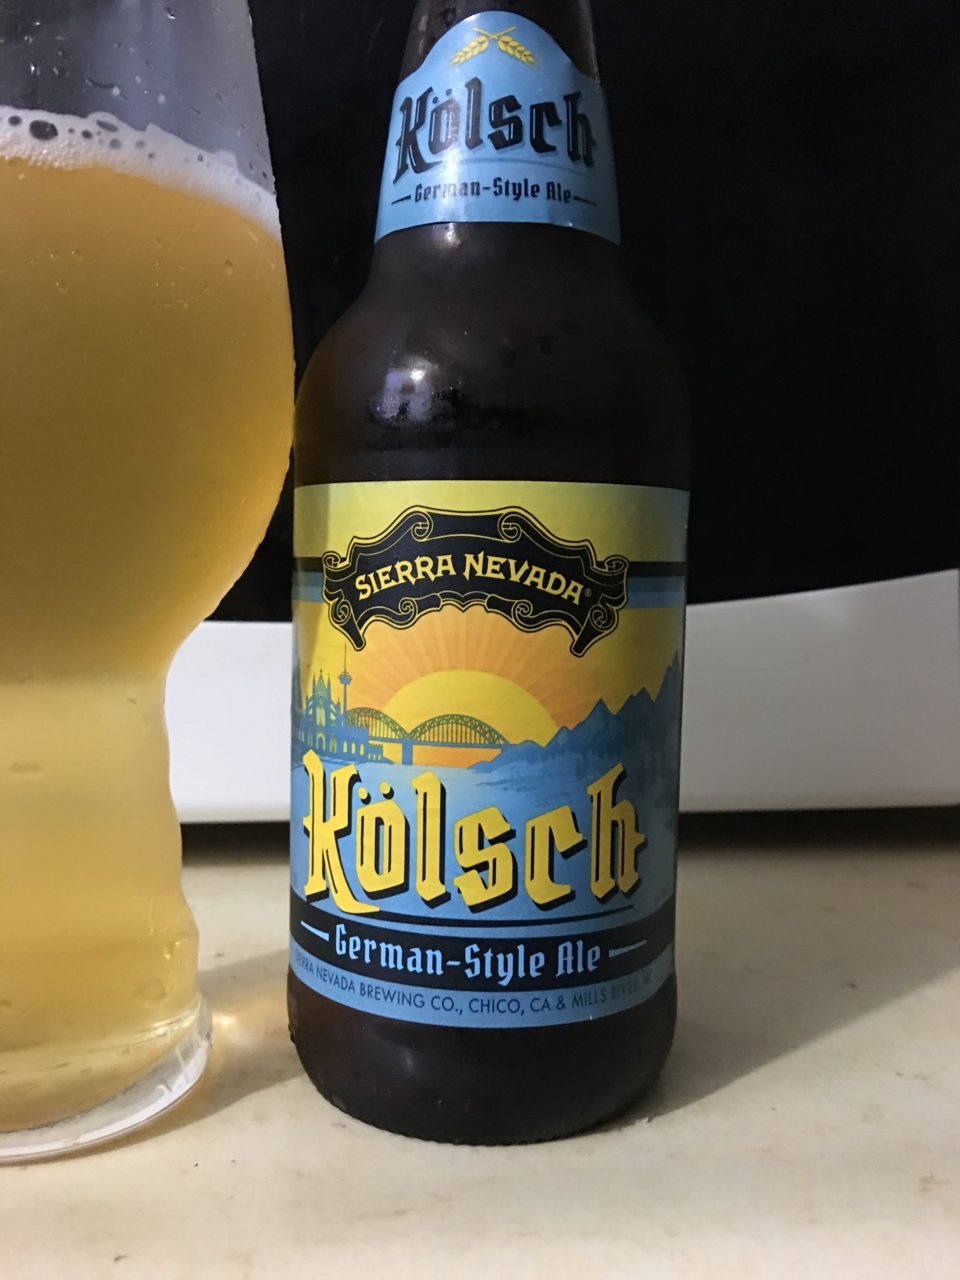 Kölsch
German-Style Ale
SIERRA NEVADA®
Kölsch
German-Style Ale
SIERRA NEVADA BREWING CO., CHICO, CA & MILLS RIVER, NC